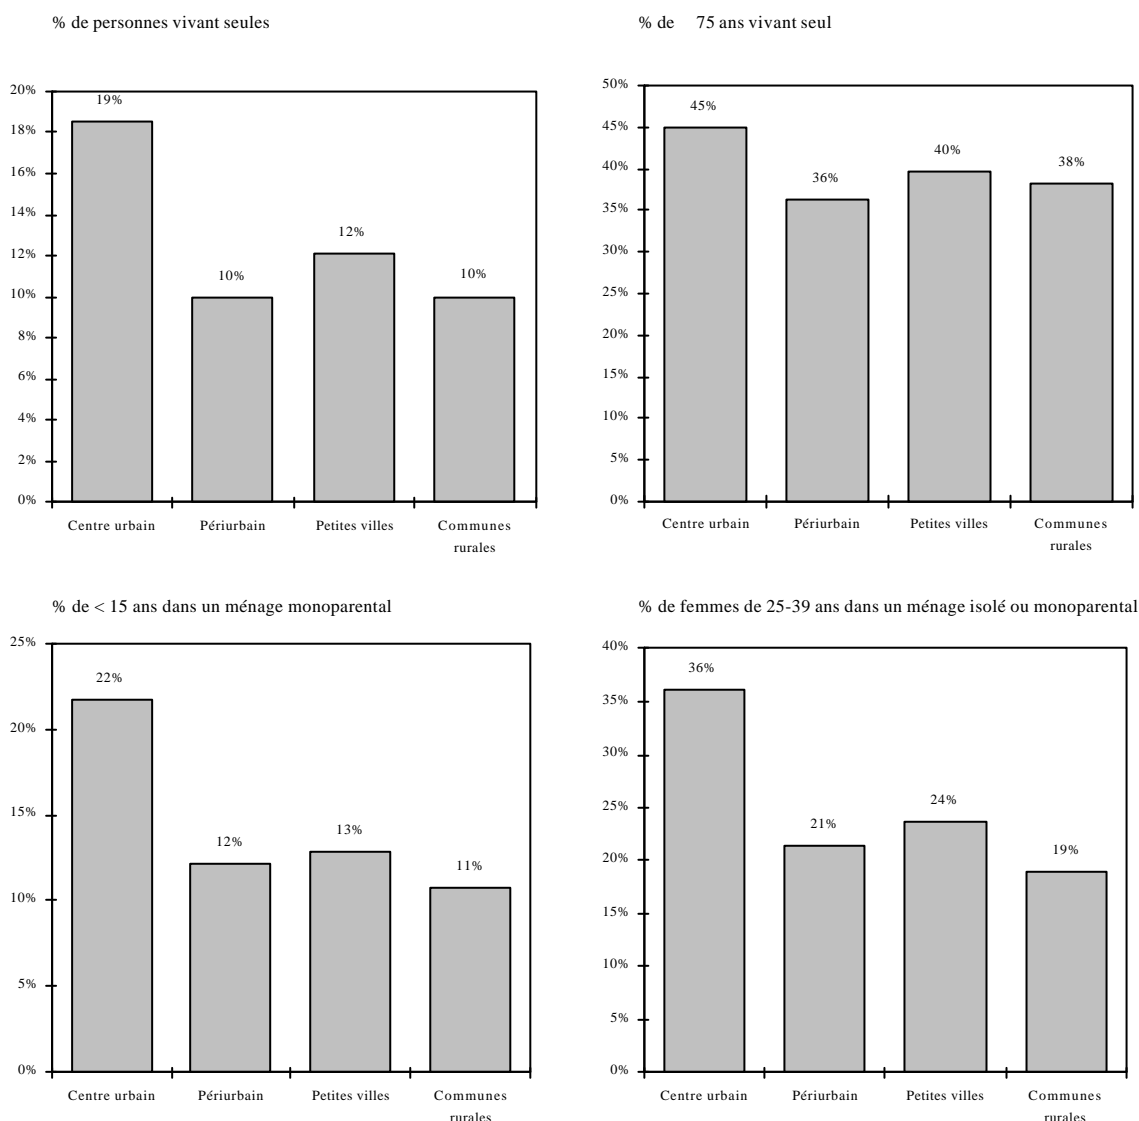 % de personnes vivant seules
20%
18%
16%
14%
12%
10%
8%
6%
4%
2%
0%
19%
10%
12%
10%
Centre urbain
Périurbain
Petites villes
Communes
rurales
% de 75 ans vivant seul
50%
45%
40%
35%
30%
25%
20%
15%
10%
5%
0%
45%
36%
40%
38%
Centre urbain
Périurbain
Petites villes
Communes
rurales
% de < 15 ans dans un ménage monoparental
25%
20%
15%
10%
5%
0%
22%
12%
13%
11%
Centre urbain
Périurbain
Petites villes
Communes
rurales
% de femmes de 25-39 ans dans un ménage isolé ou monoparental
40%
35%
30%
25%
20%
15%
10%
5%
0%
36%
21%
24%
19%
Centre urbain
Périurbain
Petites villes
Communes
rurales